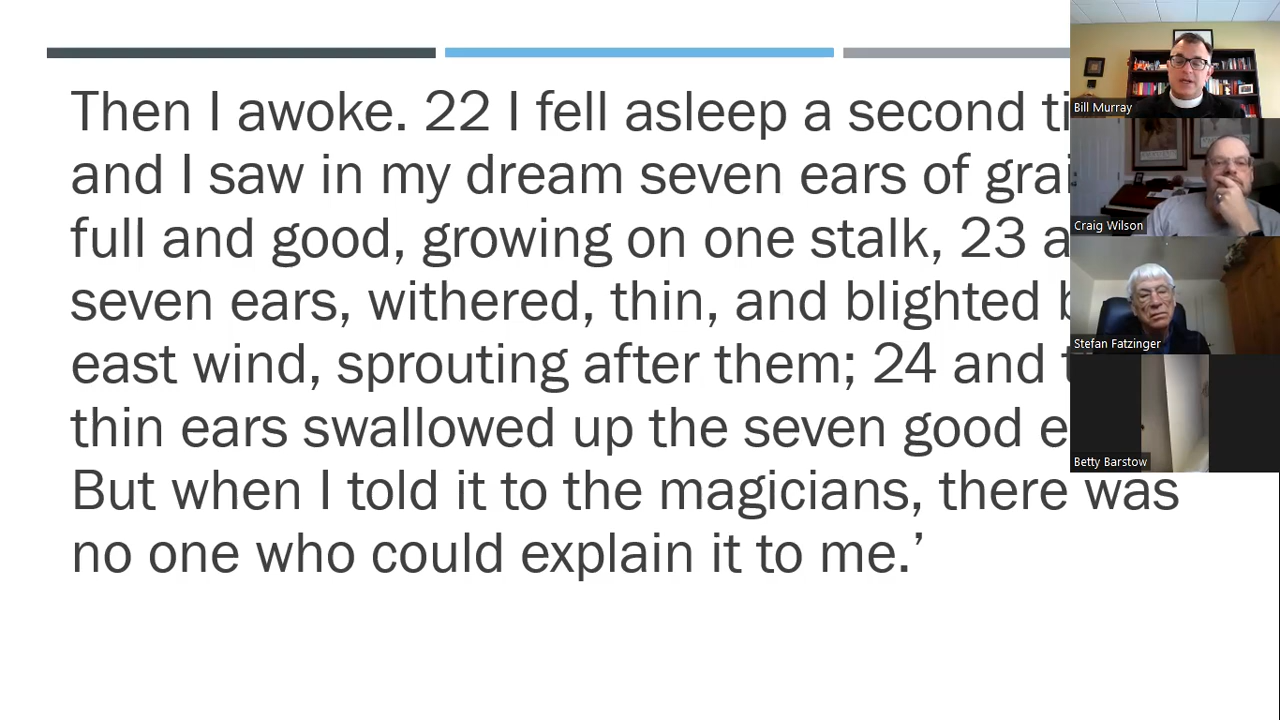 Then I awoke. 22 I fell asleep a second
and I saw in my dream seven ears of
full and good, growing on one stalk, 23
seven ears, withered, thin, and blighted
east wind, sprouting after them; 24 and
thin ears swallowed up the seven good
But when I told it to the magicians, there was
no one who could explain it to me.’
Bill Murray
Craig Wilson
Stefan Fatzinger
Betty Barstow